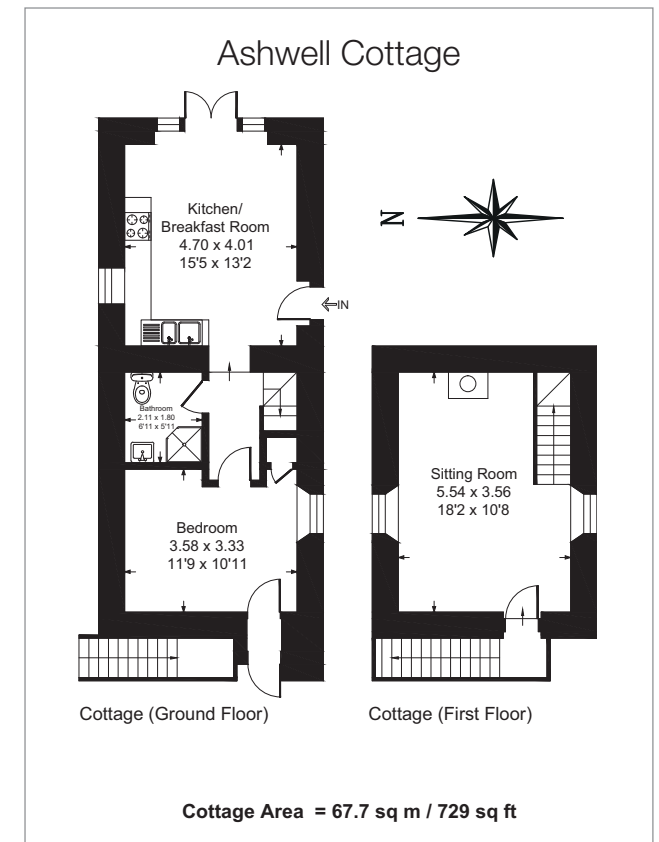 Ashwell Cottage
Kitchen/
Breakfast Room
4.70 x 4.01
15'5 x 13'2
N
IN
Bathroom
2.11 x 1.80
6'11 x 5'11
Bedroom
3.58 x 3.33
11'9 x 10'11
Sitting Room
5.54 x 3.56
18'2 x 10'8
Cottage (Ground Floor)
Cottage (First Floor)
Cottage Area = 67.7 sq m / 729 sq ft